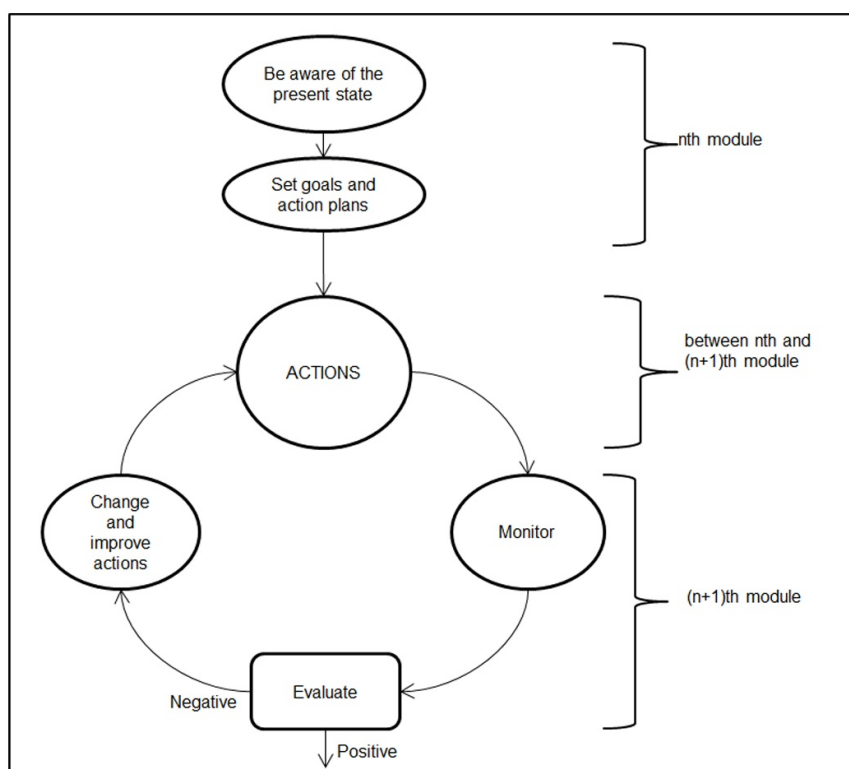 Be aware of the
present state
nth module
Set goals and
action plans
ACTIONS
between nth and
(n+1)th module
Change
and
improve
actions
Monitor
(n+1)th module
Evaluate
Negative
Positive